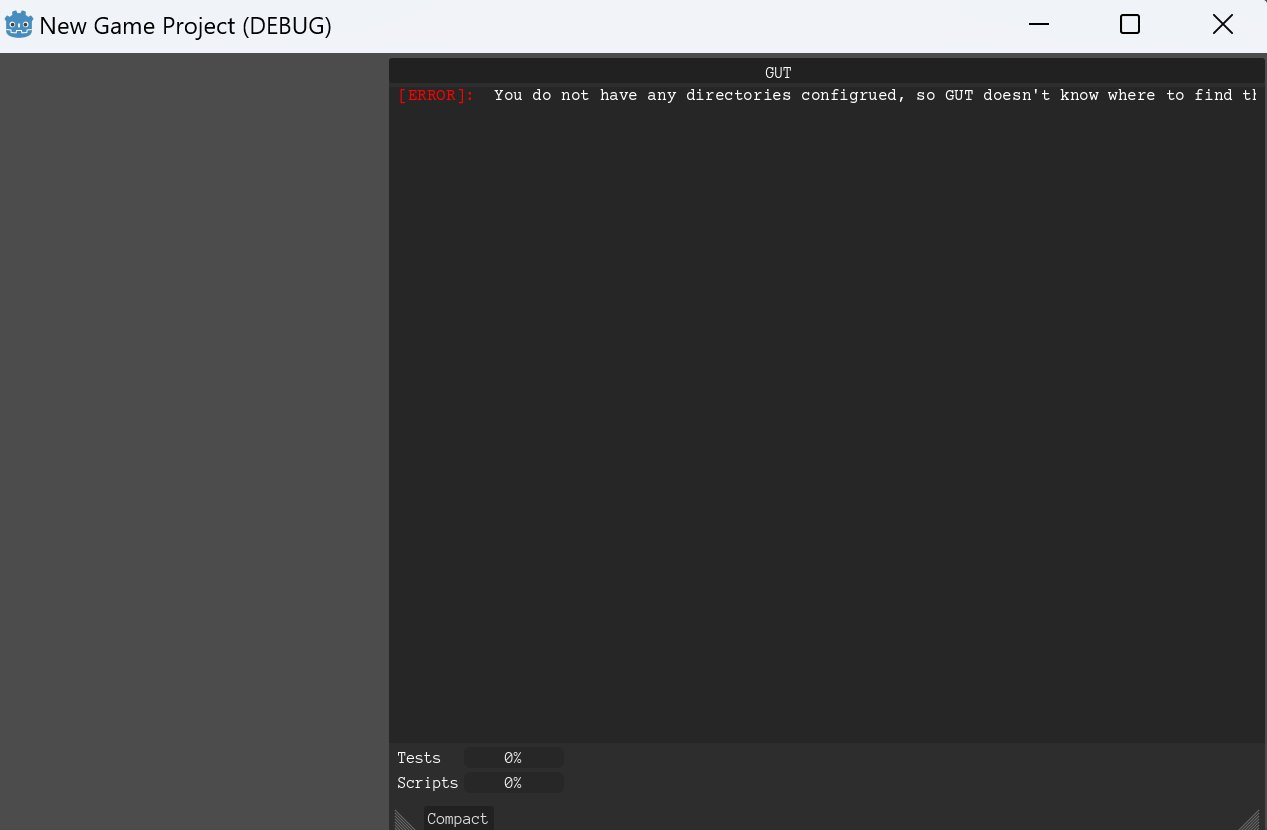 New Game Project (DEBUG)
GUT
[ERROR]: You do not have any directories configrued, so GUT doesn't know where to find
Tests 0%
Scripts 0%
Compact